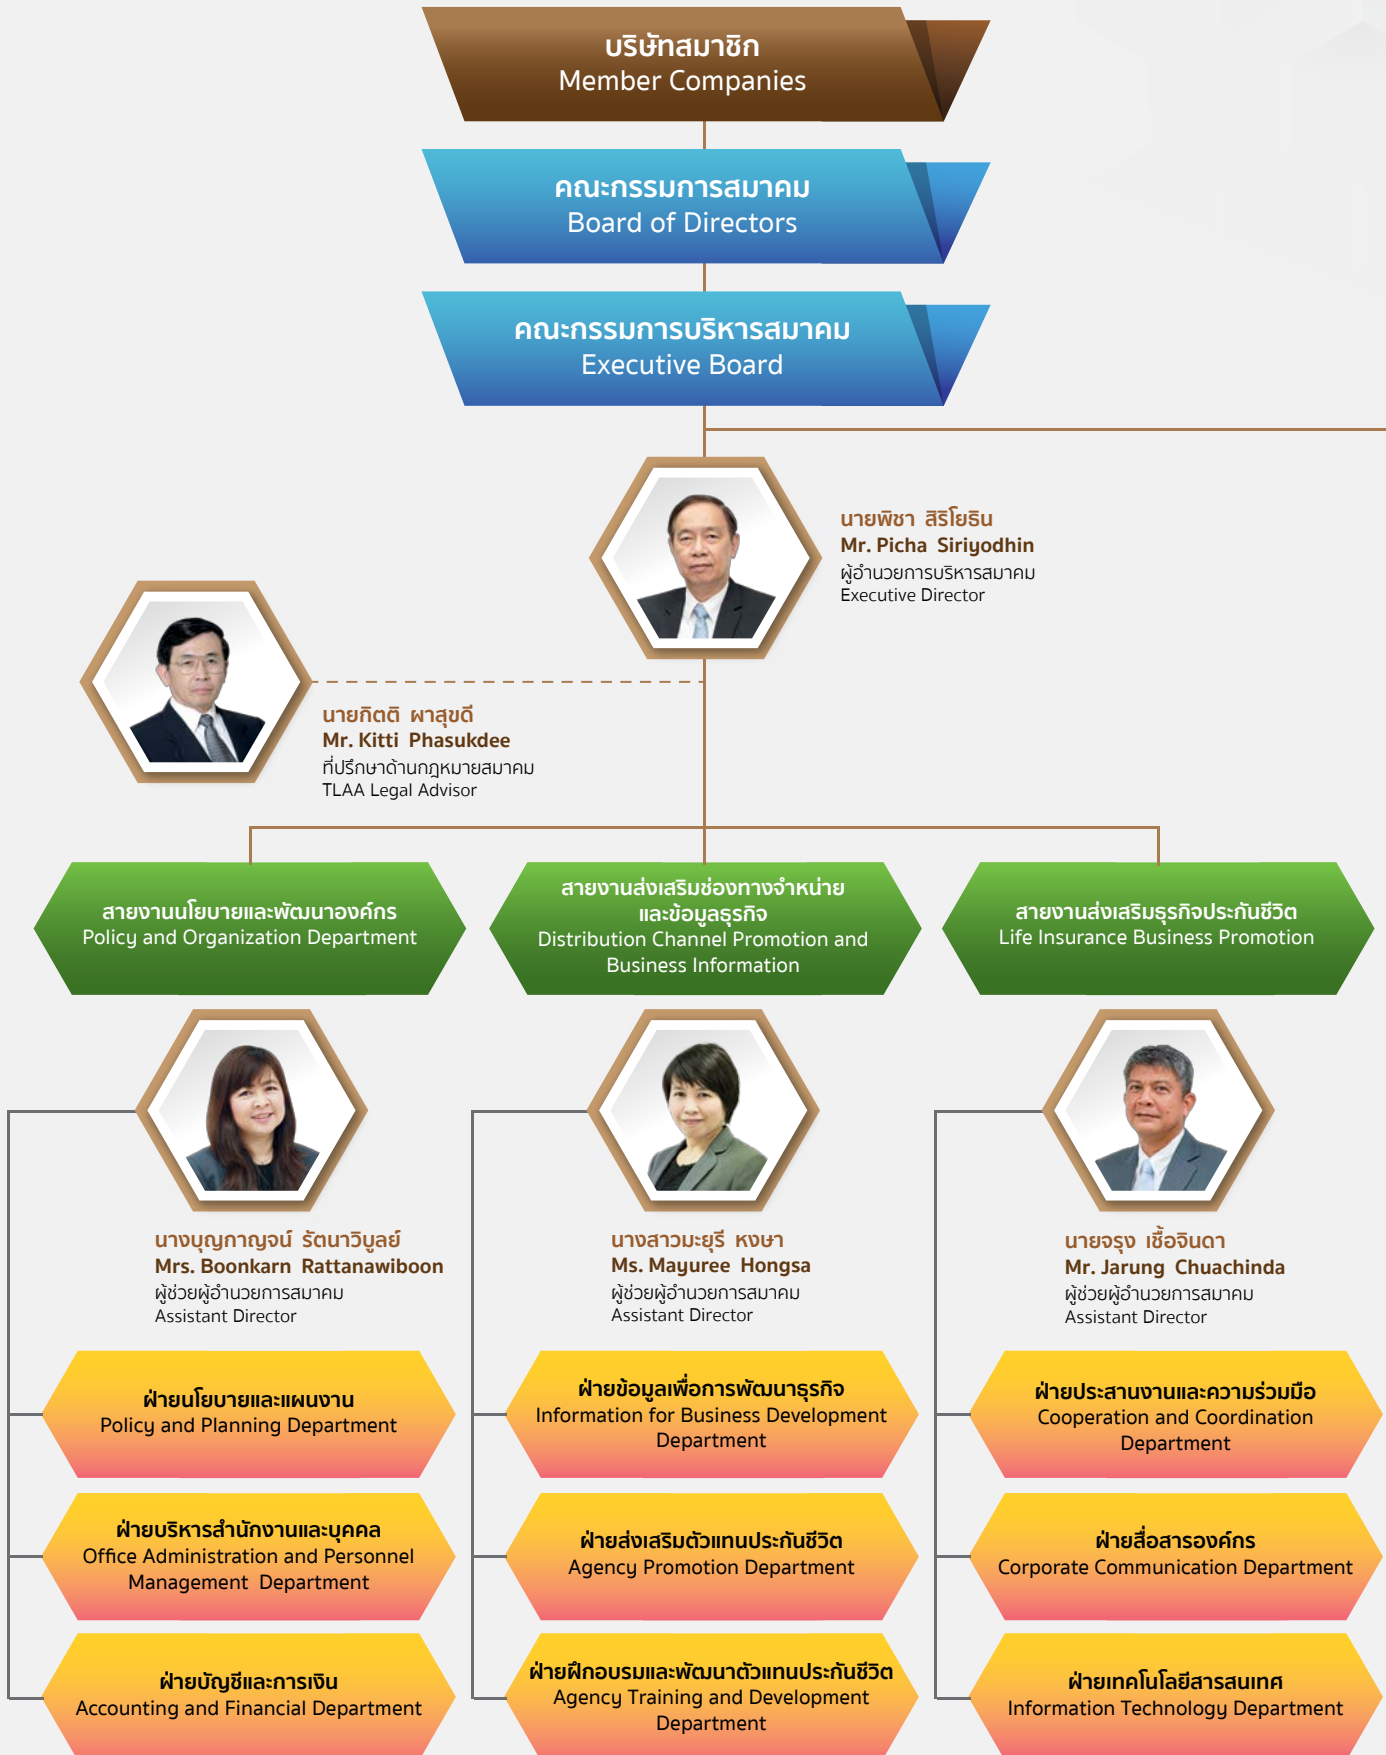 บริษัทสมาชิก
Member Companies
คณะกรรมการสมาคม
Board of Directors
คณะกรรมการบริหารสมาคม
Executive Board
นายพิชา สิริโยธิน
Mr. Picha Siriyodhin
ผู้อำนวยการบริหารสมาคม
Executive Director
นายกิตติ ผาสุขดี
Mr. Kitti Phasukdee
ที่ปรึกษาด้านกฎหมายสมาคม
TLAA Legal Advisor
สายงานนโยบายและพัฒนาองค์กร
Policy and Organization Department
สายงานส่งเสริมช่องทางจำหน่าย
และข้อมูลธุรกิจ
Distribution Channel Promotion and
Business Information
สายงานส่งเสริมธุรกิจประกันชีวิต
Life Insurance Business Promotion
นางบุญกาญจน์ รัตนาวิบูลย์
Mrs. Boonkarn Rattanawiboon
ผู้ช่วยผู้อำนวยการสมาคม
Assistant Director
นางสาวมะยุรี หงษา
Ms. Mayuree Hongsa
ผู้ช่วยผู้อำนวยการสมาคม
Assistant Director
นายจรุง เชื้อจินดา
Mr. Jarung Chuachinda
ผู้ช่วยผู้อำนวยการสมาคม
Assistant Director
ฝ่ายนโยบายและแผนงาน
Policy and Planning Department
ฝ่ายข้อมูลเพื่อการพัฒนาธุรกิจ
Information for Business Development
Department
ฝ่ายประสานงานและความร่วมมือ
Cooperation and Coordination
Department
ฝ่ายบริหารสำนักงานและบุคคล
Office Administration and Personnel
Management Department
ฝ่ายส่งเสริมตัวแทนประกันชีวิต
Agency Promotion Department
ฝ่ายสื่อสารองค์กร
Corporate Communication Department
ฝ่ายบัญชีและการเงิน
Accounting and Financial Department
ฝ่ายฝึกอบรมและพัฒนาตัวแทนประกันชีวิต
Agency Training and Development
Department
ฝ่ายเทคโนโลยีสารสนเทศ
Information Technology Department